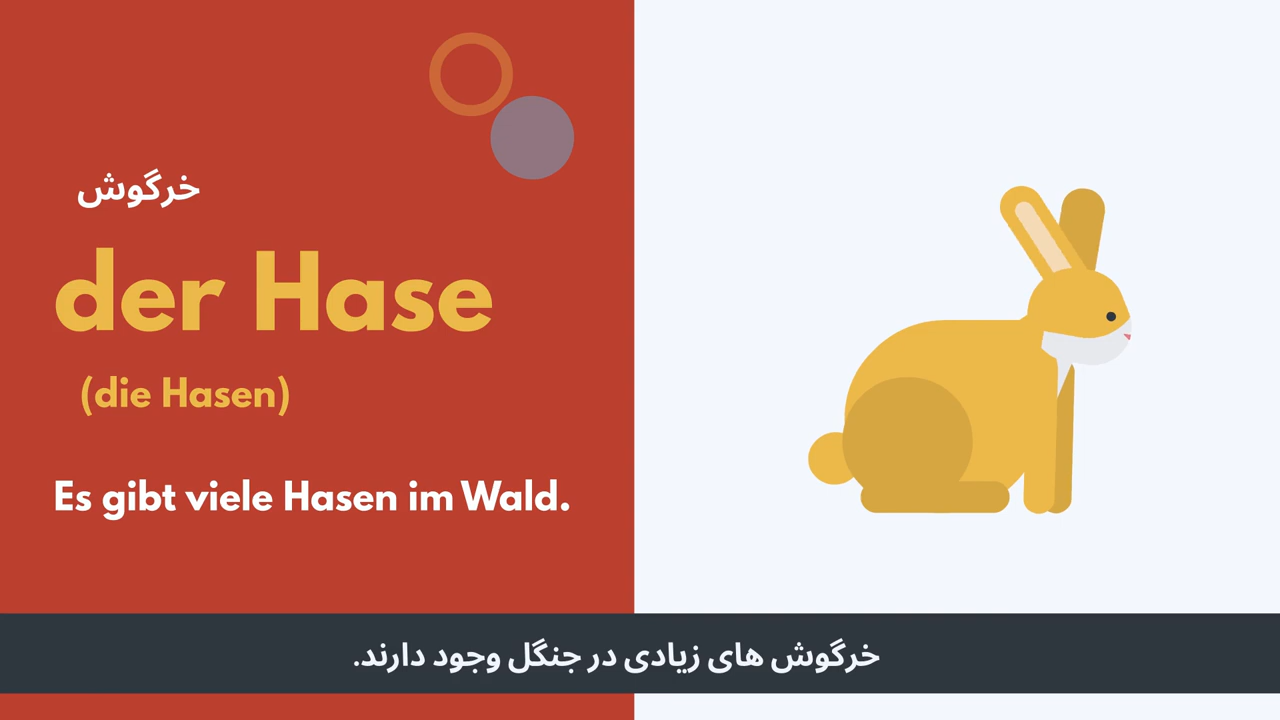 خرگوش
der Hase
(die Hasen)
Es gibt viele Hasen im Wald.
خرگوش های زیادی در جنگل وجود دارند.